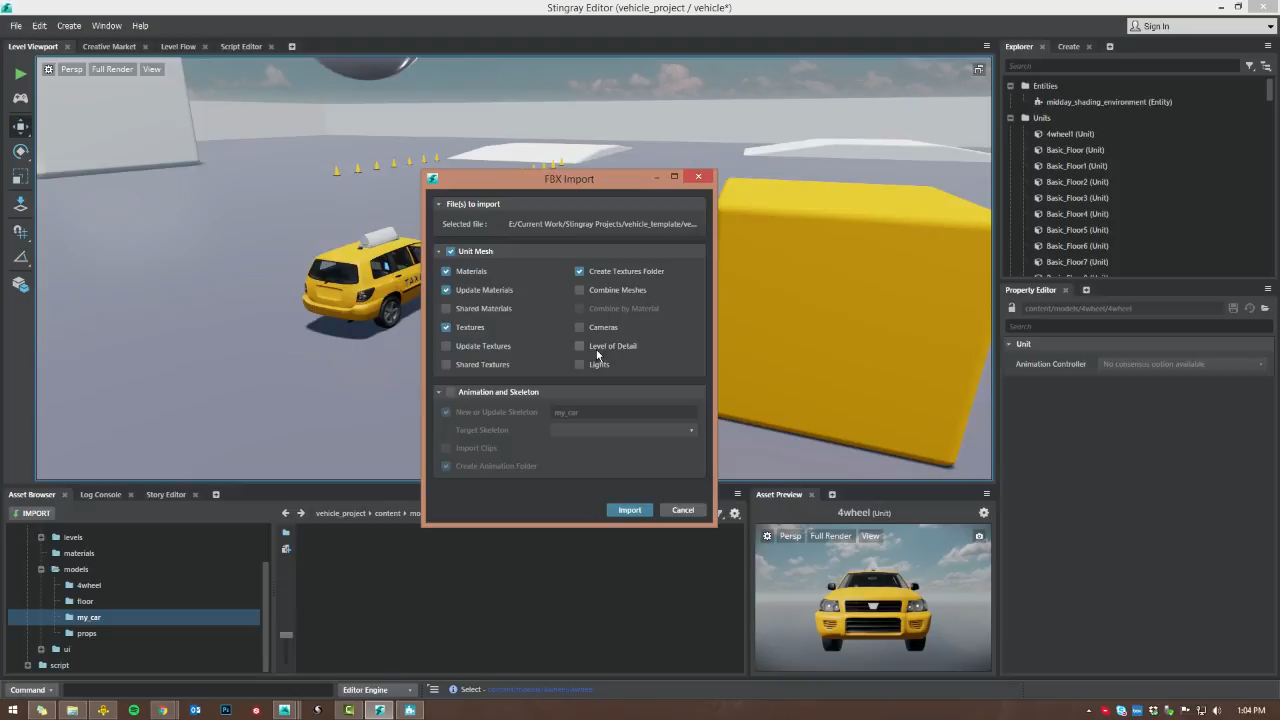 Stingray Editor (vehicle_project / vehicle*)
File Edit Create Window Help
Sign In
Level Viewport Creative Market Level Flow Script Editor
Persp Full Render View
Explorer Create
Search
Entities
midday_shading_environment (Entity)
Units
4wheel1 (Unit)
Basic_Floor (Unit)
Basic_Floor1 (Unit)
Basic_Floor2 (Unit)
Basic_Floor3 (Unit)
Basic_Floor4 (Unit)
Basic_Floor5 (Unit)
Basic_Floor6 (Unit)
Basic_Floor7 (Unit)
Property Editor
content/models/4wheel/4wheel
Search
Unit
Animation Controller No consensus option available
TAXI
FBX Import
File(s) to import
Selected file : E:/Current Work/Stingray Projects/vehicle_template/ve...
Unit Mesh
Materials Create Textures Folder
Update Materials Combine Meshes
Shared Materials Combine by Material
Textures Cameras
Update Textures Level of Detail
Shared Textures Lights
Animation and Skeleton
New or Update Skeleton my_car
Target Skeleton
Import Clips
Create Animation Folder
Import Cancel
Asset Browser Log Console Story Editor
IMPORT
vehicle_project content mo
levels
materials
models
4wheel
floor
my_car
props
ui
script
Asset Preview
4wheel (Unit)
Persp Full Render View
Command Editor Engine Select - content/models/4wheel/4wheel
1:04 PM